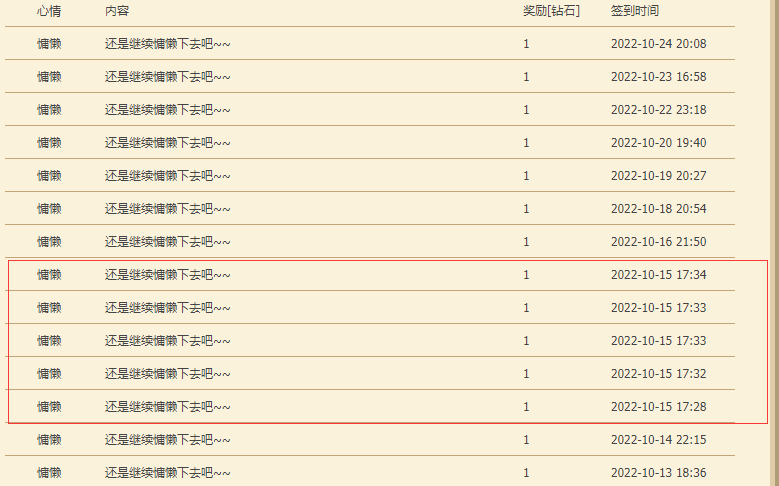 心情 内容 奖励[钻石] 签到时间
慵懒 还是继续慵懒下去吧~~ 1 2022-10-24 20:08
慵懒 还是继续慵懒下去吧~~ 1 2022-10-23 16:58
慵懒 还是继续慵懒下去吧~~ 1 2022-10-22 23:18
慵懒 还是继续慵懒下去吧~~ 1 2022-10-20 19:40
慵懒 还是继续慵懒下去吧~~ 1 2022-10-19 20:27
慵懒 还是继续慵懒下去吧~~ 1 2022-10-18 20:54
慵懒 还是继续慵懒下去吧~~ 1 2022-10-16 21:50
慵懒 还是继续慵懒下去吧~~ 1 2022-10-15 17:34
慵懒 还是继续慵懒下去吧~~ 1 2022-10-15 17:33
慵懒 还是继续慵懒下去吧~~ 1 2022-10-15 17:33
慵懒 还是继续慵懒下去吧~~ 1 2022-10-15 17:32
慵懒 还是继续慵懒下去吧~~ 1 2022-10-15 17:28
慵懒 还是继续慵懒下去吧~~ 1 2022-10-14 22:15
慵懒 还是继续慵懒下去吧~~ 1 2022-10-13 18:36